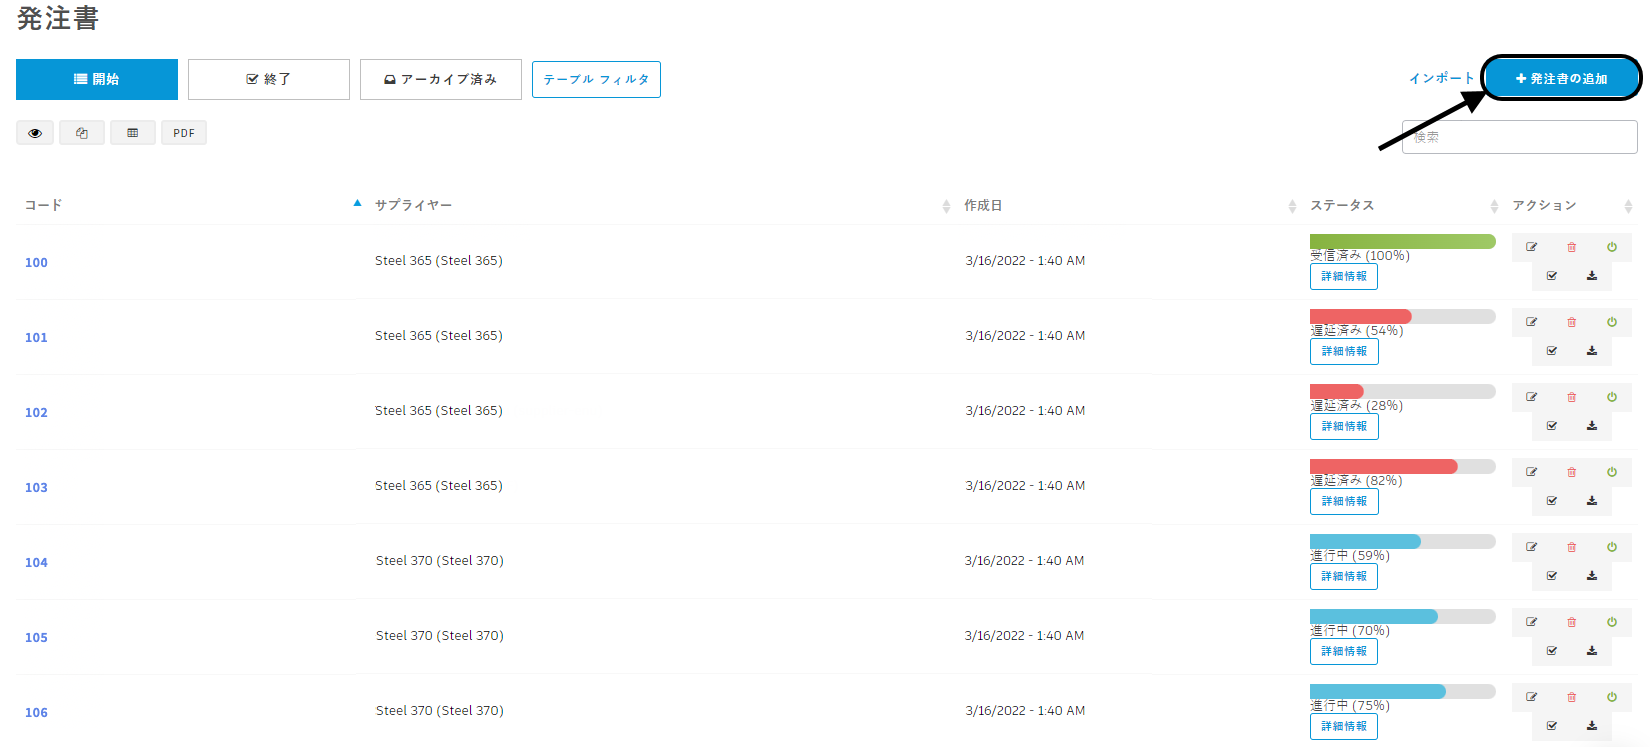 発注書
開始 終了 アーカイブ済み テーブル フィルタ インポート 発注書の追加
PDF 検索
コード サプライヤー 作成日 ステータス アクション
100 Steel 365 (Steel 365) 3/16/2022 - 1:40 AM 受信済み (100%)
詳細情報
101 Steel 365 (Steel 365) 3/16/2022 - 1:40 AM 遅延済み (54%)
詳細情報
102 Steel 365 (Steel 365) 3/16/2022 - 1:40 AM 遅延済み (28%)
詳細情報
103 Steel 365 (Steel 365) 3/16/2022 - 1:40 AM 遅延済み (82%)
詳細情報
104 Steel 370 (Steel 370) 3/16/2022 - 1:40 AM 進行中 (59%)
詳細情報
105 Steel 370 (Steel 370) 3/16/2022 - 1:40 AM 進行中 (70%)
詳細情報
106 Steel 370 (Steel 370) 3/16/2022 - 1:40 AM 進行中 (75%)
詳細情報